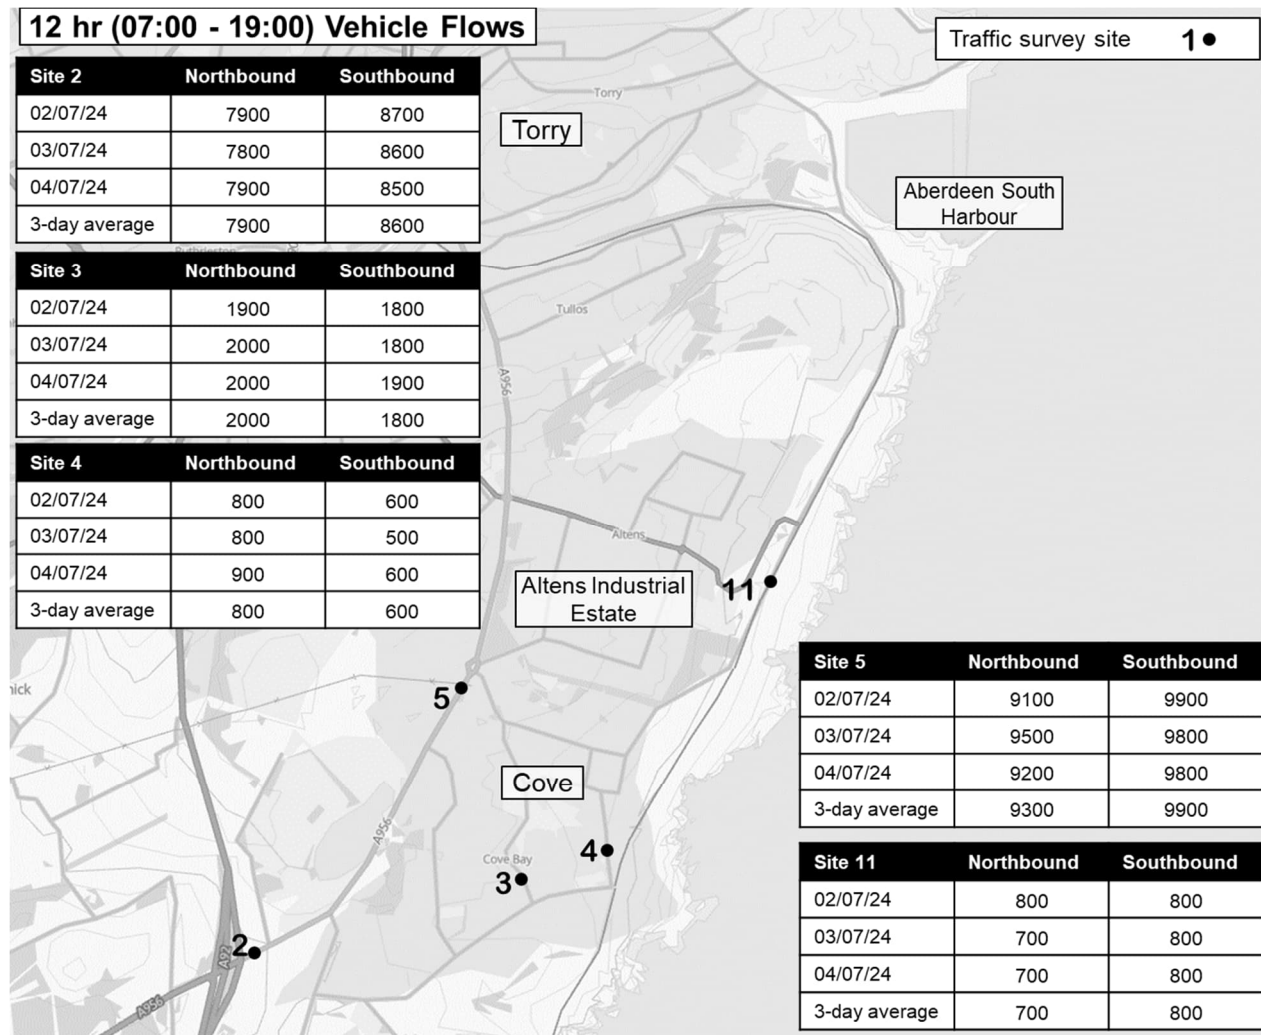 12 hr (07:00 - 19:00) Vehicle Flows
Traffic survey site 1
Site 2 Northbound Southbound
02/07/24 7900 8700
03/07/24 7800 8600
04/07/24 7900 8500
3-day average 7900 8600
Site 3 Northbound Southbound
02/07/24 1900 1800
03/07/24 2000 1800
04/07/24 2000 1900
3-day average 2000 1800
Site 4 Northbound Southbound
02/07/24 800 600
03/07/24 800 500
04/07/24 900 600
3-day average 800 600
Torry
Torry
Aberdeen South
Harbour
Tullos
A956
Altens
Altens Industrial
Estate
11
5
Cove
A956
Cove Bay
4
3
2
A92
A956
Site 5 Northbound Southbound
02/07/24 9100 9900
03/07/24 9500 9800
04/07/24 9200 9800
3-day average 9300 9900
Site 11 Northbound Southbound
02/07/24 800 800
03/07/24 700 800
04/07/24 700 800
3-day average 700 800